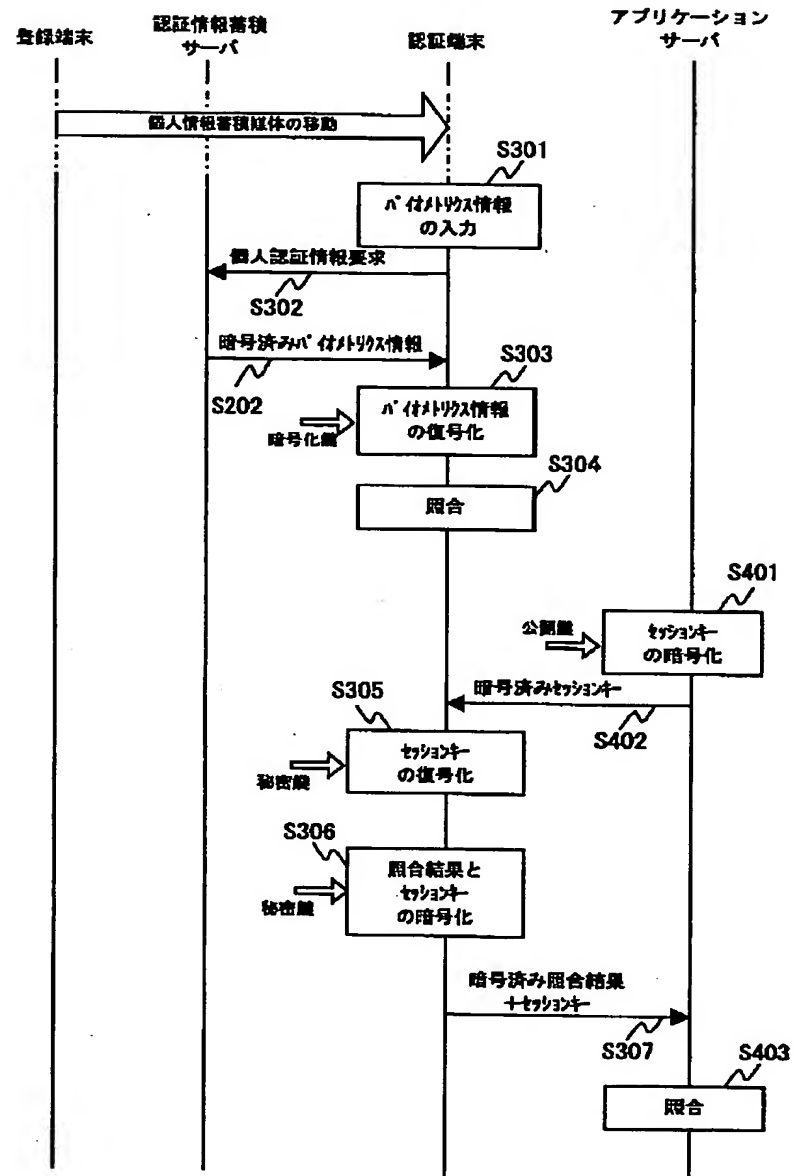 登録端末
認証情報蓄積
サーバ
認証端末
アプリケーション
サーバ
個人情報蓄積媒体の移動
S301
バイオメトリクス情報
の入力
個人認証情報要求
S302
暗号済みバイオメトリクス情報
S202
S303
暗号化鍵
バイオメトリクス情報
の復号化
S304
照合
S401
公開鍵
セッションキー
の暗号化
暗号済みセッションキー
S402
S305
秘密鍵
セッションキー
の復号化
S306
秘密鍵
照合結果と
セッションキー
の暗号化
暗号済み照合結果
+セッションキー
S307
S403
照合